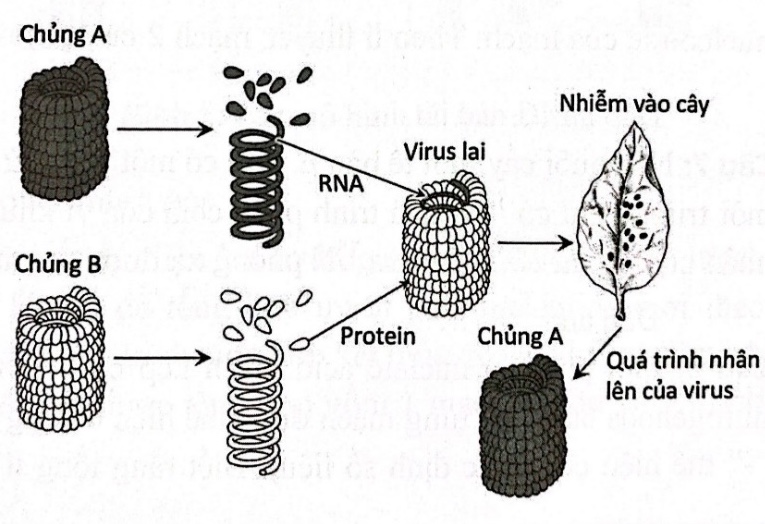 Chủng A
Nhiễm vào cây
Virus lai
RNA
Chủng B
Protein
Chủng A
Quá trình nhân
lên của virus